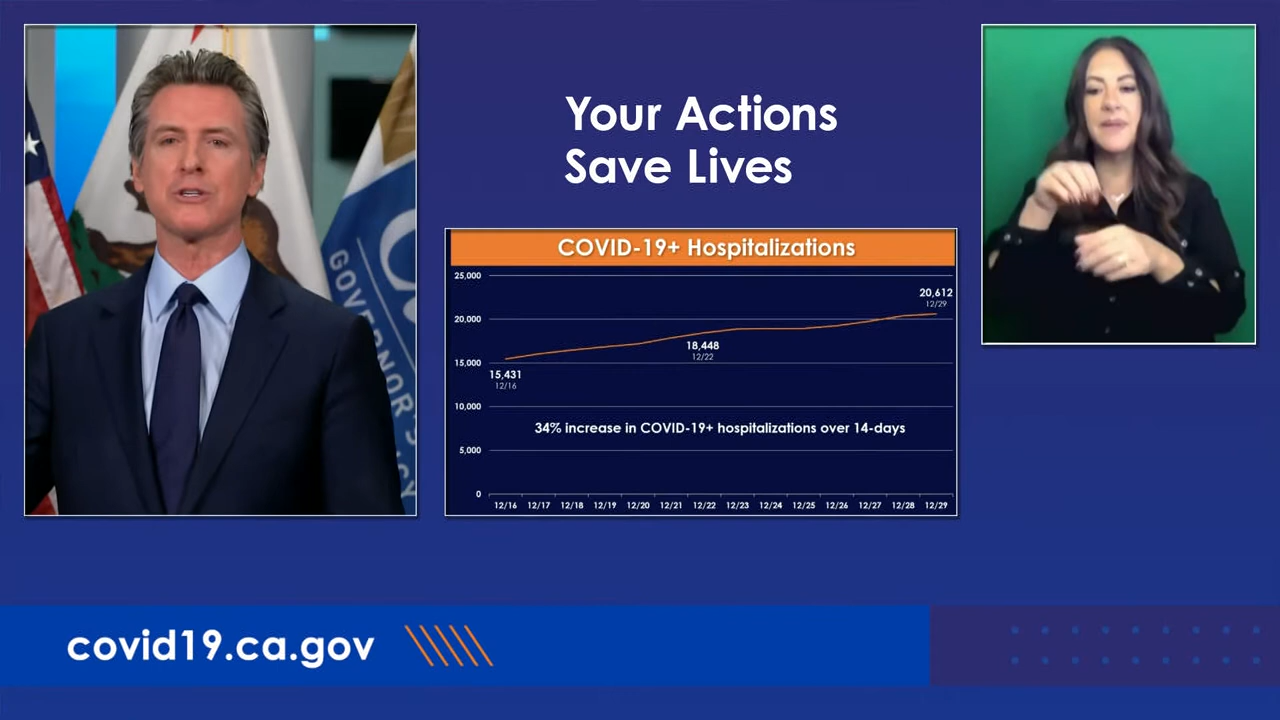 Your Actions
Save Lives
COVID-19+ Hospitalizations
25,000
20,612
12/29
20,000
18,448
12/22
15,000
15,431
12/16
10,000
34% increase in COVID-19+ hospitalizations over 14-days
5,000
0
12/16 12/17 12/18 12/19 12/20 12/21 12/22 12/23 12/24 12/25 12/26 12/27 12/28 12/29
GOVERNOR'S
covid19.ca.gov